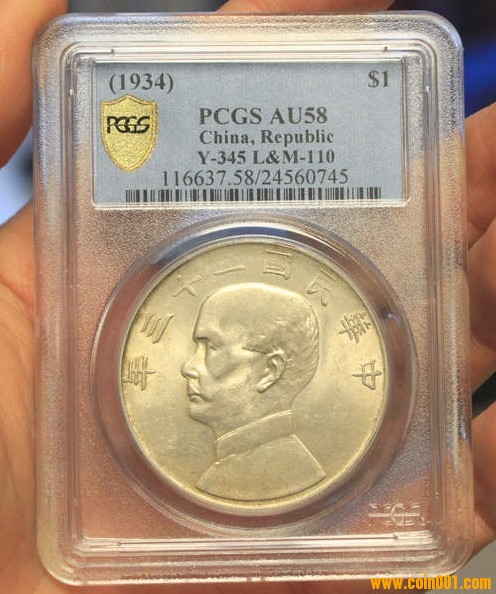 (1934) $1
PCGS
PCGS AU58
China, Republic
Y-345 L&M-110
116637.58/24560745
中華民國二十三年
www.coin001.com